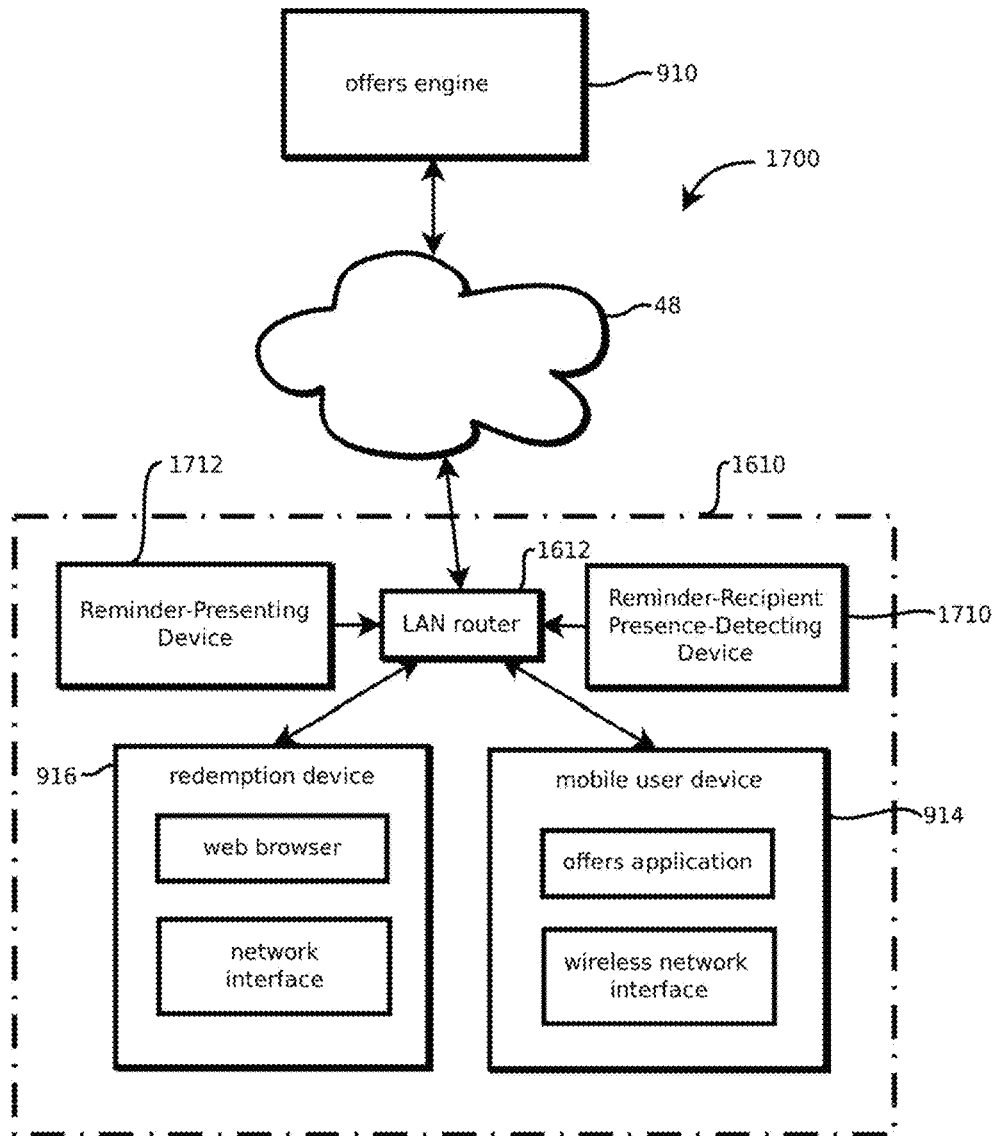 offers engine
910
1700
48
1712
1610
1612
Reminder-Presenting
Device
LAN router
Reminder-Recipient
Presence-Detecting
Device
1710
916
redemption device
web browser
network
interface
mobile user device
914
offers application
wireless network
interface